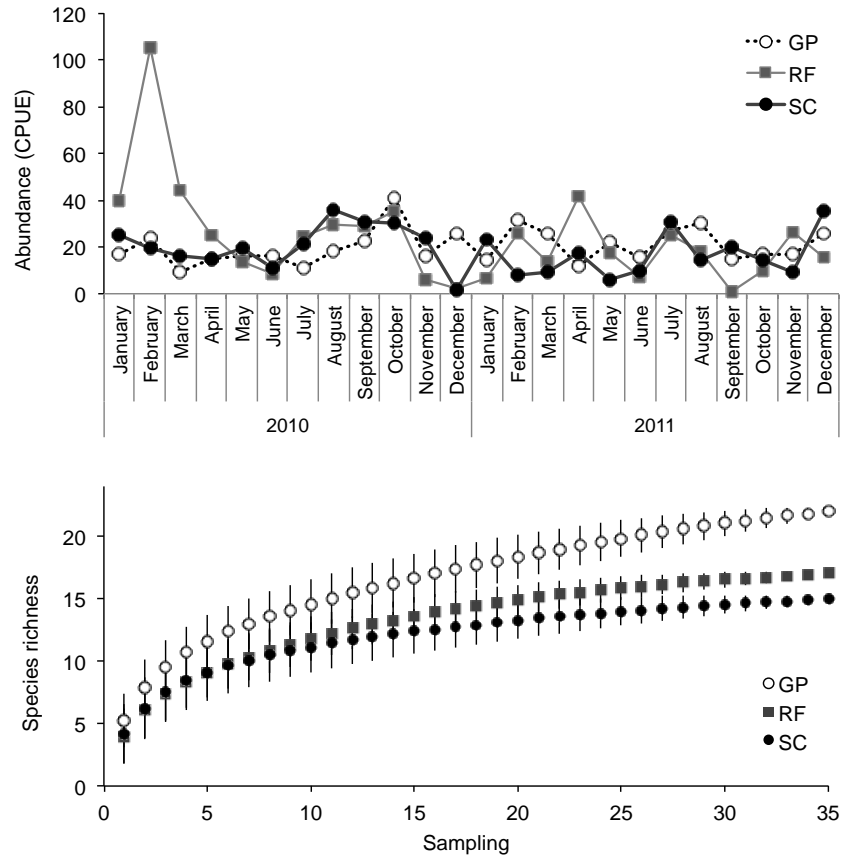 120
100
80
60
40
20
0
Abundance (CPUE)
GP
RF
SC
January
February
March
April
May
June
July
August
September
October
November
December
January
February
March
April
May
June
July
August
September
October
November
December
2010
2011
20
15
10
5
0
Species richness
GP
RF
SC
0
5
10
15
20
25
30
35
Sampling